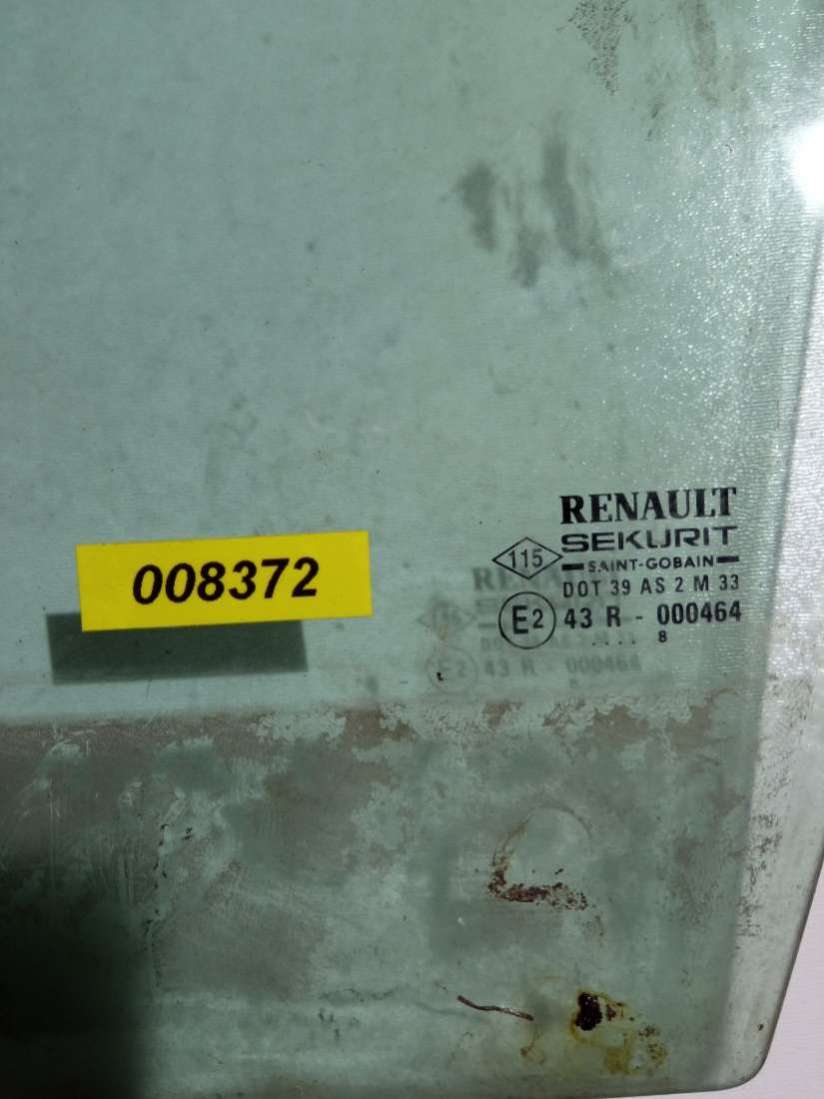 008372
RENAULT
115
SEKURIT
SAINT-GOBAIN
DOT 39 AS 2 M 33
E2 43 R - 000464
.... 8